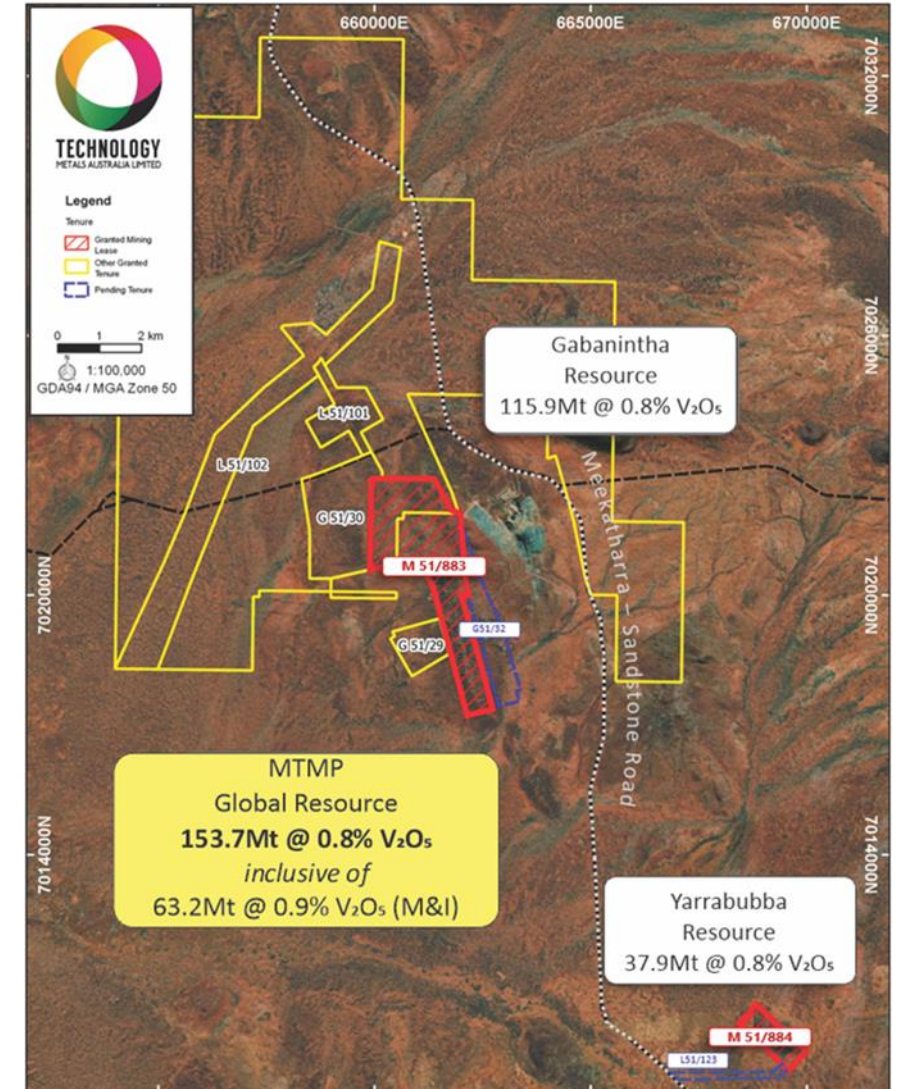 660000E
665000E
670000E
7032000N
TECHNOLOGY
METALS AUSTRALIA LIMITED
Legend
Tenure
Granted Mining
Lease
Other Granted
Tenure
Pending Tenure
0 1 2 km
N
1:100,000
GDA94 / MGA Zone 50
7026000N
Gabanintha
Resource
115.9Mt @ 0.8% V₂O₅
L 51/101
L 51/102
G 51/30
M 51/883
Meekatharra – Sandstone Road
7020000N
7020000N
G51/32
G 51/29
MTMP
Global Resource
153.7Mt @ 0.8% V₂O₅
inclusive of
63.2Mt @ 0.9% V₂O₅ (M&I)
7014000N
7014000N
Yarrabubba
Resource
37.9Mt @ 0.8% V₂O₅
M 51/884
L51/123